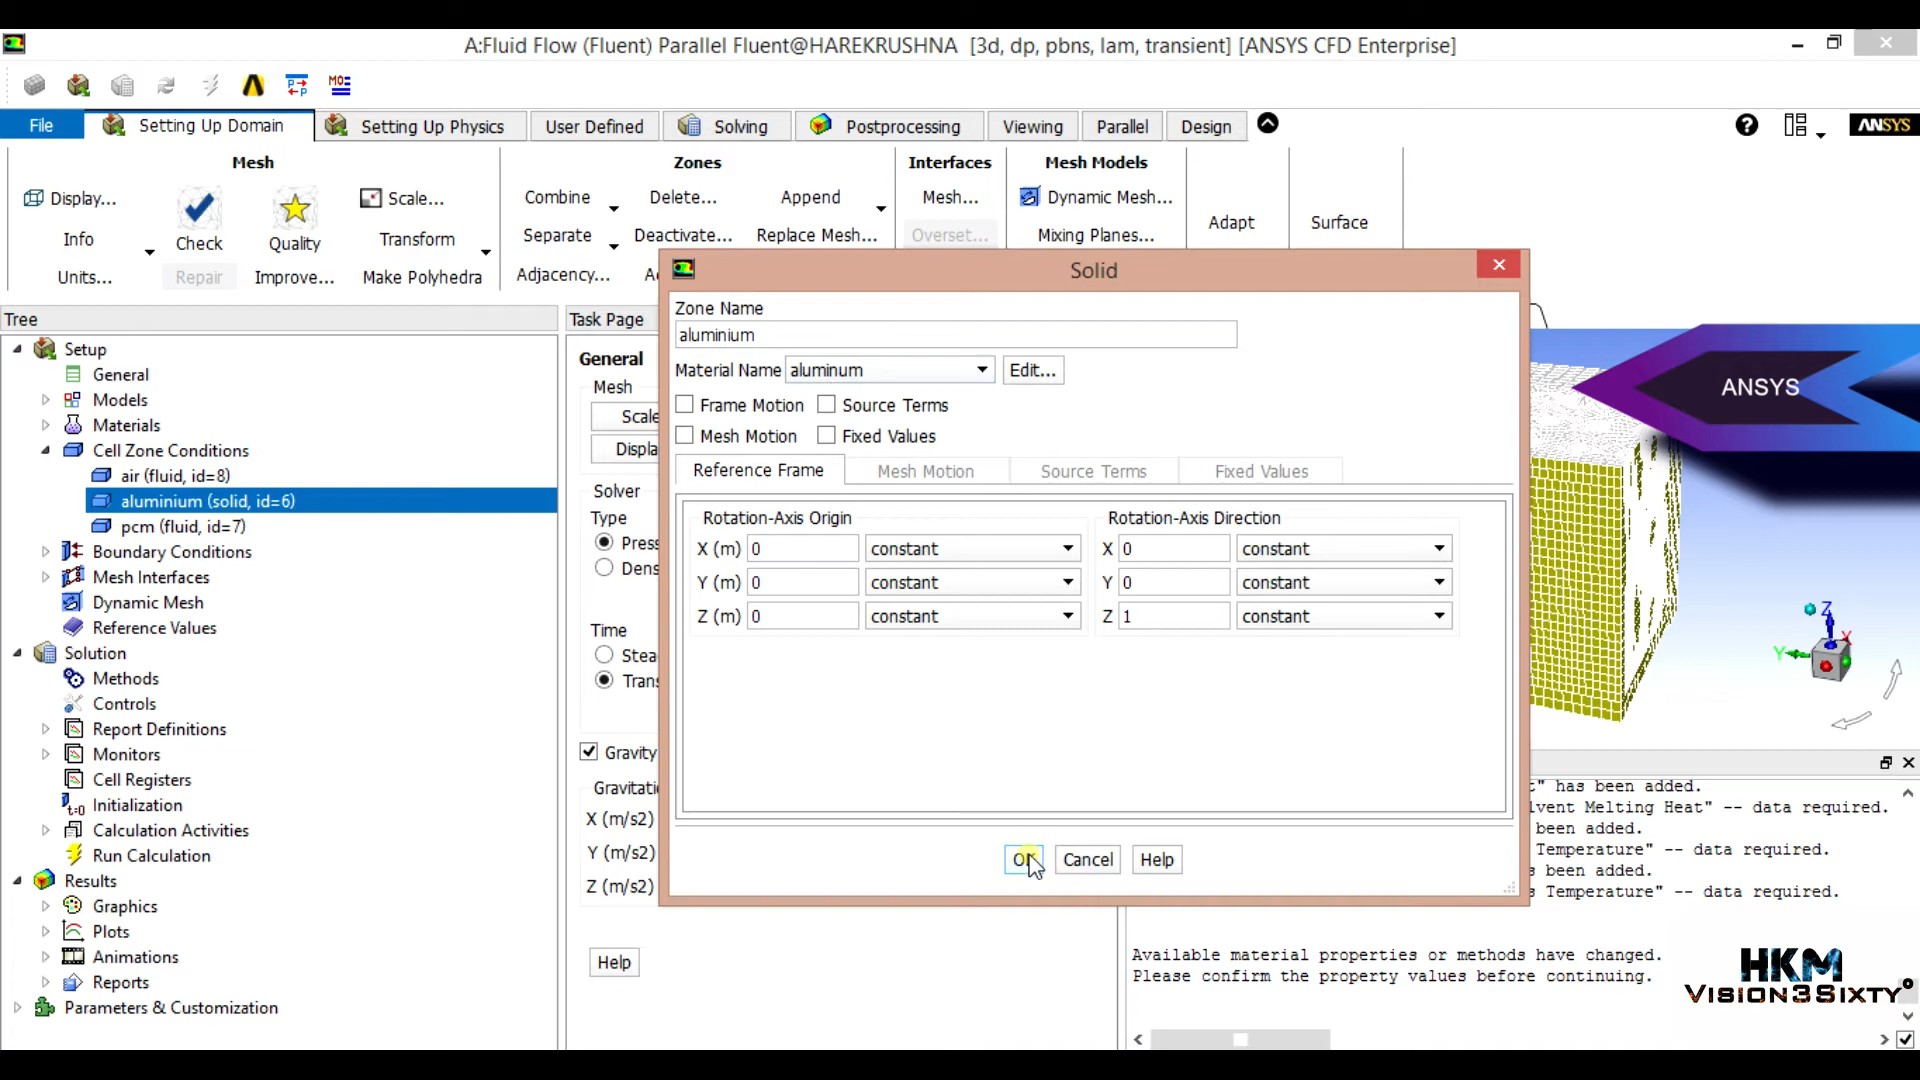 A:Fluid Flow (Fluent) Parallel Fluent@HAREKRUSHNA [3d, dp, pbns, lam, transient] [ANSYS CFD Enterprise]
File
Setting Up Domain
Setting Up Physics
User Defined
Solving
Postprocessing
Viewing
Parallel
Design
ANSYS
Mesh
Zones
Interfaces
Mesh Models
Display...
Scale...
Combine
Delete...
Append
Mesh...
Dynamic Mesh...
Info
Check
Quality
Transform
Separate
Deactivate...
Replace Mesh...
Overset...
Mixing Planes...
Adapt
Surface
Units...
Repair
Improve...
Make Polyhedra
Adjacency...
Tree
Setup
General
Models
Materials
Cell Zone Conditions
air (fluid, id=8)
aluminium (solid, id=6)
pcm (fluid, id=7)
Boundary Conditions
Mesh Interfaces
Dynamic Mesh
Reference Values
Solution
Methods
Controls
Report Definitions
Monitors
Cell Registers
Initialization
Calculation Activities
Run Calculation
Results
Graphics
Plots
Animations
Reports
Parameters & Customization
Task Page
General
Mesh
Scale
Displa
Solver
Type
Press
Dens
Time
Stea
Trans
Gravity
Gravitati
X (m/s2)
Y (m/s2)
Z (m/s2)
Help
Solid
Zone Name
aluminium
Material Name aluminum Edit...
Frame Motion Source Terms
Mesh Motion Fixed Values
Reference Frame Mesh Motion Source Terms Fixed Values
Rotation-Axis Origin Rotation-Axis Direction
X (m) 0 constant X 0 constant
Y (m) 0 constant Y 0 constant
Z (m) 0 constant Z 1 constant
OK Cancel Help
ANSYS
Z
X
Y
t" has been added.
lvent Melting Heat" -- data required.
been added.
Temperature" -- data required.
s been added.
s Temperature" -- data required.
Available material properties or methods have changed.
Please confirm the property values before continuing.
HKM
VISION3SIXTY°